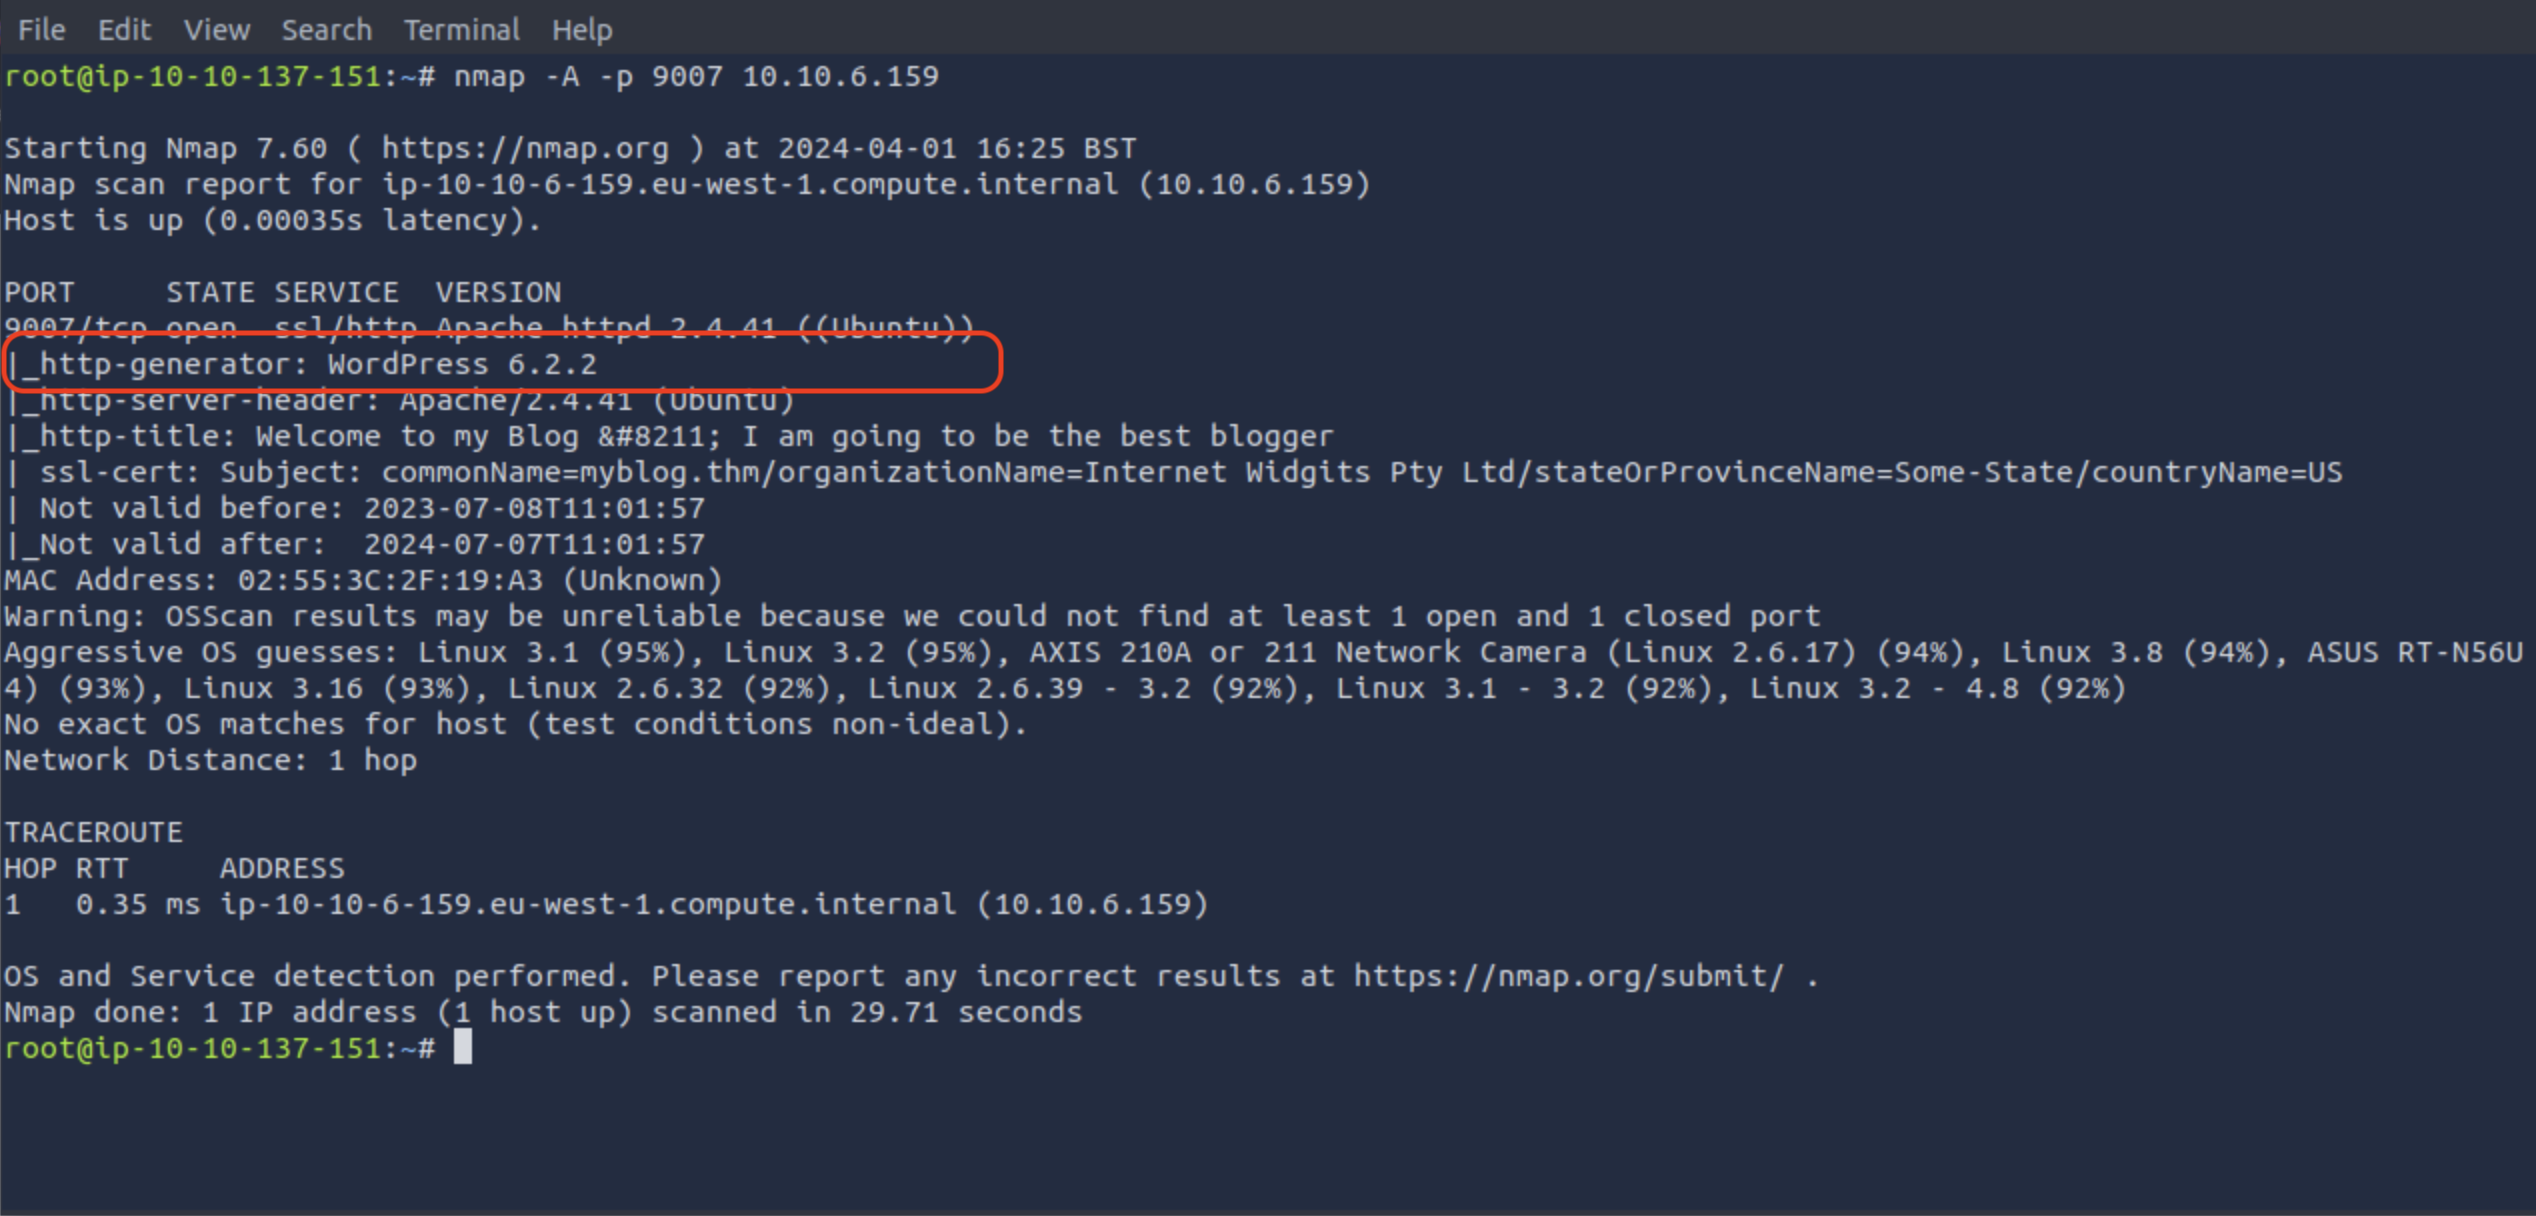 File Edit View Search Terminal Help
root@ip-10-10-137-151:~# nmap -A -p 9007 10.10.6.159
Starting Nmap 7.60 ( https://nmap.org ) at 2024-04-01 16:25 BST
Nmap scan report for ip-10-10-6-159.eu-west-1.compute.internal (10.10.6.159)
Host is up (0.00035s latency).
PORT     STATE SERVICE  VERSION
9007/tcp open  ssl/http Apache httpd 2.4.41 ((Ubuntu))
|_http-generator: WordPress 6.2.2
|_http-server-header: Apache/2.4.41 (Ubuntu)
|_http-title: Welcome to my Blog &#8211; I am going to be the best blogger
| ssl-cert: Subject: commonName=myblog.thm/organizationName=Internet Widgits Pty Ltd/stateOrProvinceName=Some-State/countryName=US
| Not valid before: 2023-07-08T11:01:57
|_Not valid after:  2024-07-07T11:01:57
MAC Address: 02:55:3C:2F:19:A3 (Unknown)
Warning: OSScan results may be unreliable because we could not find at least 1 open and 1 closed port
Aggressive OS guesses: Linux 3.1 (95%), Linux 3.2 (95%), AXIS 210A or 211 Network Camera (Linux 2.6.17) (94%), Linux 3.8 (94%), ASUS RT-N56U
4) (93%), Linux 3.16 (93%), Linux 2.6.32 (92%), Linux 2.6.39 - 3.2 (92%), Linux 3.1 - 3.2 (92%), Linux 3.2 - 4.8 (92%)
No exact OS matches for host (test conditions non-ideal).
Network Distance: 1 hop
TRACEROUTE
HOP RTT     ADDRESS
1   0.35 ms ip-10-10-6-159.eu-west-1.compute.internal (10.10.6.159)
OS and Service detection performed. Please report any incorrect results at https://nmap.org/submit/ .
Nmap done: 1 IP address (1 host up) scanned in 29.71 seconds
root@ip-10-10-137-151:~#